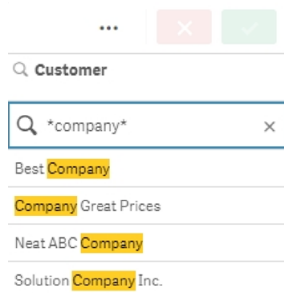 Customer
*company*
Best Company
Company Great Prices
Neat ABC Company
Solution Company Inc.